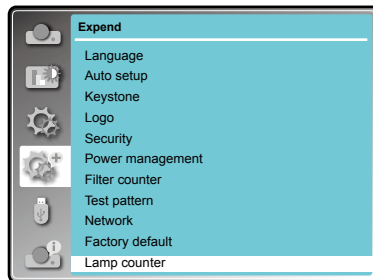 Expend
Language
Auto setup
Keystone
Logo
Security
Power management
Filter counter
Test pattern
Network
Factory default
Lamp counter